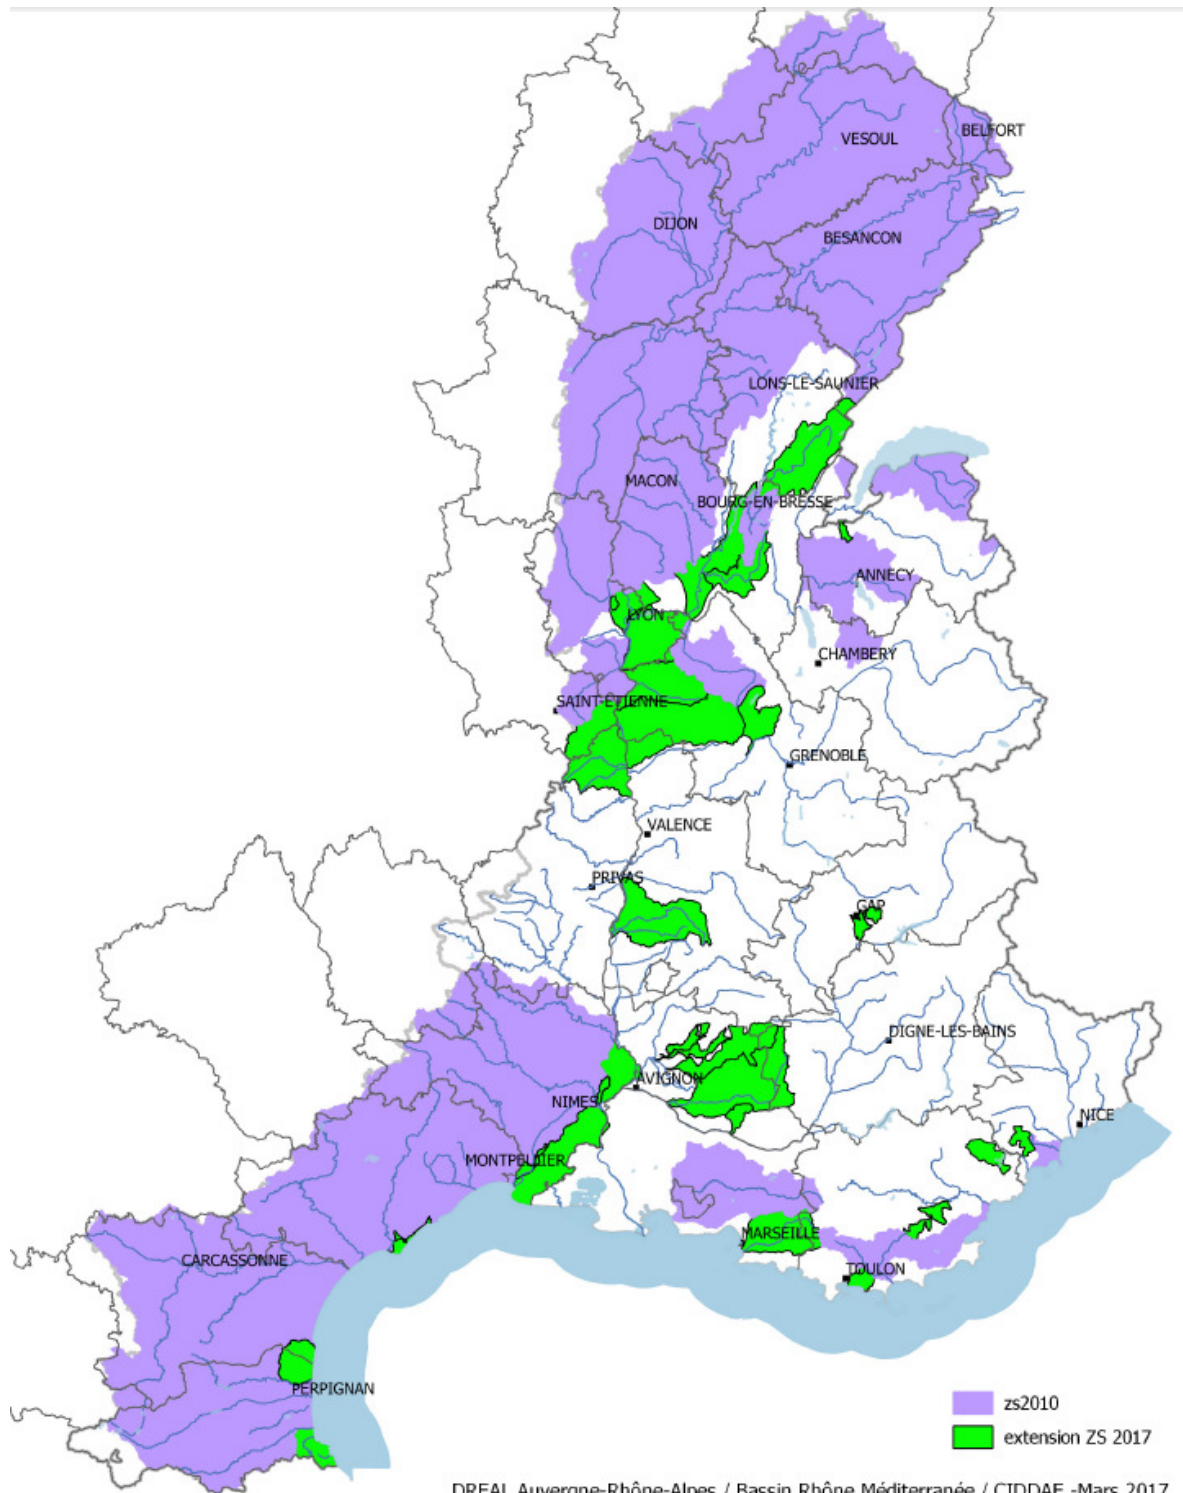 BELFORT
VESOUL
DIJON
BESANCON
LONS-LE-SAUNIER
MACON
BOURG-EN-BRESSE
ANNECY
LYON
CHAMBERY
SAINT-ETIENNE
GRENOBLE
VALENCE
PRIVAS
GAP
DIGNE-LES-BAINS
AVIGNON
NIMES
NICE
MONTPELLIER
MARSEILLE
CARCASSONNE
TOULON
PERPIGNAN
zs2010
extension ZS 2017
DREAL Auvergne-Rhône-Alpes / Bassin Rhône Méditerranée / CIDDAE -Mars 2017